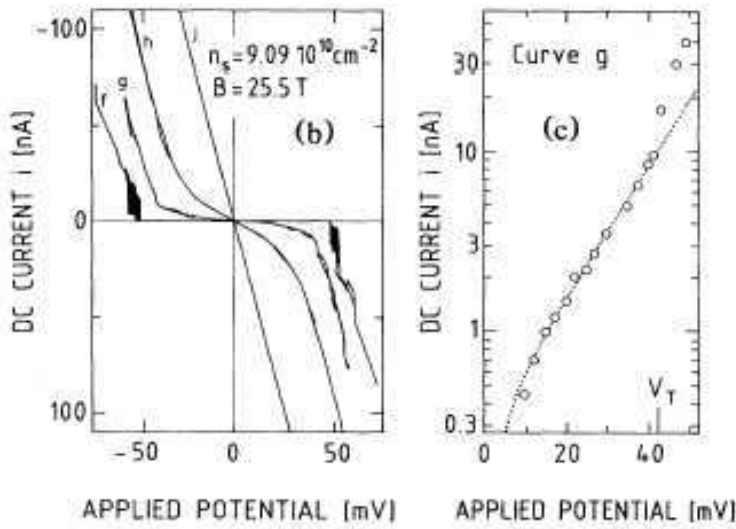 -100
0
100
DC CURRENT i [nA]
f
g
h
j
n_s = 9.09 10^10 cm^-2
B = 25.5 T
(b)
-50
0
50
APPLIED POTENTIAL [mV]
30
10
3
1
0.3
DC CURRENT i [nA]
Curve g
(c)
V_T
0
20
40
APPLIED POTENTIAL [mV]